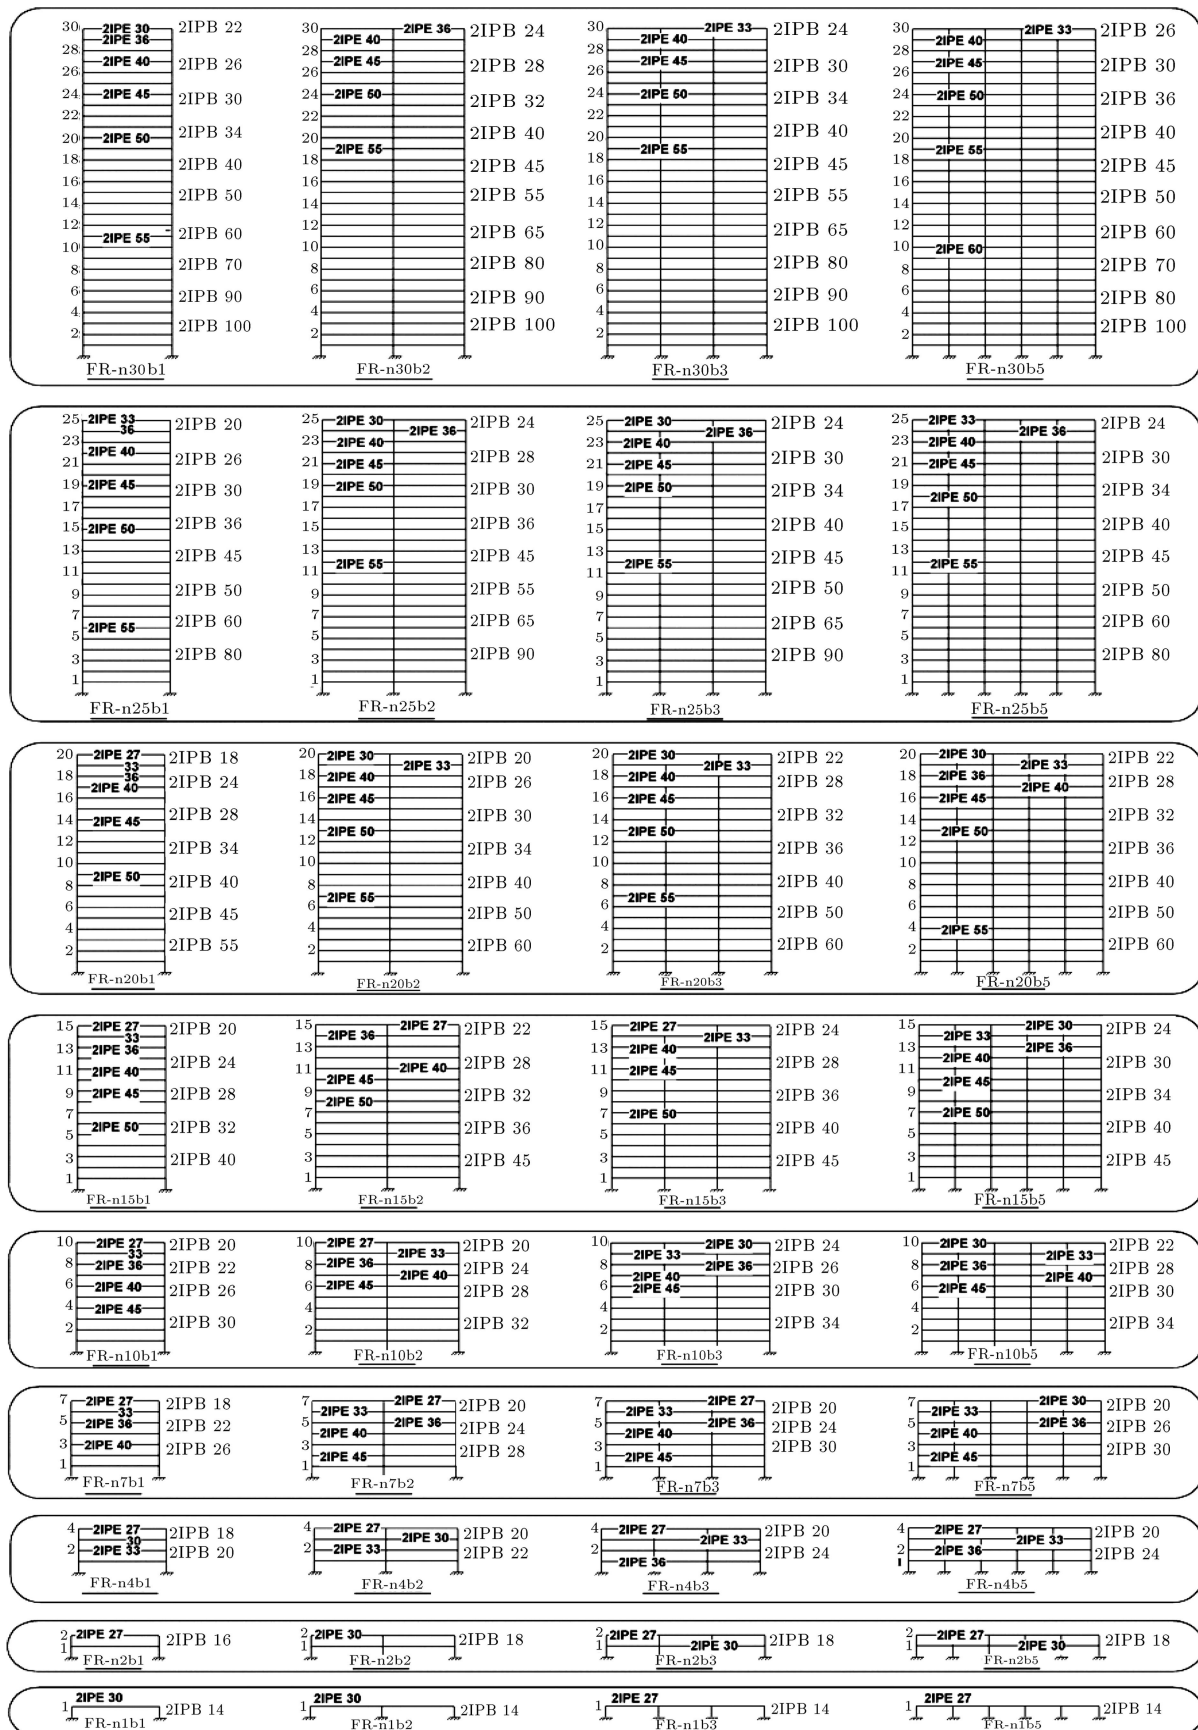 30 2IPE 30 2IPB 22
28 2IPE 36
26 2IPE 40 2IPB 26
24 2IPE 45 2IPB 30
22
20 2IPE 50 2IPB 34
18 2IPB 40
16
14 2IPB 50
12 2IPB 60
10 2IPE 55
8 2IPB 70
6 2IPB 90
4
2 2IPB 100
FR-n30b1
30 2IPE 36 2IPB 24
28 2IPE 40
26 2IPE 45 2IPB 28
24 2IPE 50 2IPB 32
22
20 2IPB 40
18 2IPE 55 2IPB 45
16
14 2IPB 55
12
10 2IPB 65
8 2IPB 80
6 2IPB 90
4
2 2IPB 100
FR-n30b2
30 2IPE 33 2IPB 24
28 2IPE 40
26 2IPE 45 2IPB 30
24 2IPE 50 2IPB 34
22
20 2IPB 40
18 2IPE 55 2IPB 45
16
14 2IPB 55
12
10 2IPB 65
8 2IPB 80
6 2IPB 90
4
2 2IPB 100
FR-n30b3
30 2IPE 33 2IPB 26
28 2IPE 40
26 2IPE 45 2IPB 30
24 2IPE 50 2IPB 36
22
20 2IPB 40
18 2IPE 55 2IPB 45
16
14 2IPB 50
12 2IPB 60
10 2IPE 60
8 2IPB 70
6 2IPB 80
4
2 2IPB 100
FR-n30b5
25 2IPE 33 2IPB 20
36
23
21 2IPE 40 2IPB 26
19 2IPE 45 2IPB 30
17
15 2IPE 50 2IPB 36
13 2IPB 45
11
9 2IPB 50
7 2IPB 60
5 2IPE 55
3 2IPB 80
1
FR-n25b1
25 2IPE 30 2IPB 24
2IPE 36
23 2IPE 40
21 2IPE 45 2IPB 28
19 2IPE 50 2IPB 30
17
15 2IPB 36
13 2IPB 45
11 2IPE 55
9 2IPB 55
7 2IPB 65
5
3 2IPB 90
1
FR-n25b2
25 2IPE 30 2IPB 24
2IPE 36
23 2IPE 40
21 2IPE 45 2IPB 30
19 2IPE 50 2IPB 34
17
15 2IPB 40
13 2IPB 45
11 2IPE 55
9 2IPB 50
7 2IPB 65
5
3 2IPB 90
1
FR-n25b3
25 2IPE 33 2IPB 24
2IPE 36
23 2IPE 40
21 2IPE 45 2IPB 30
19 2IPE 50 2IPB 34
17
15 2IPB 40
13 2IPB 45
11 2IPE 55
9 2IPB 50
7 2IPB 60
5
3 2IPB 80
1
FR-n25b5
20 2IPE 27 2IPB 18
33
18 36 2IPB 24
2IPE 40
16
14 2IPE 45 2IPB 28
12 2IPB 34
10
8 2IPE 50 2IPB 40
6 2IPB 45
4
2 2IPB 55
FR-n20b1
20 2IPE 30 2IPB 20
2IPE 33
18 2IPE 40 2IPB 26
16 2IPE 45
14 2IPB 30
12 2IPE 50 2IPB 34
10
8 2IPB 40
6 2IPE 55 2IPB 50
4
2 2IPB 60
FR-n20b2
20 2IPE 30 2IPB 22
2IPE 33
18 2IPE 40 2IPB 28
16 2IPE 45
14 2IPB 32
12 2IPE 50 2IPB 36
10
8 2IPB 40
6 2IPE 55 2IPB 50
4
2 2IPB 60
FR-n20b3
20 2IPE 30 2IPB 22
2IPE 33
18 2IPE 36 2IPB 28
2IPE 40
16 2IPE 45
14 2IPB 32
12 2IPE 50 2IPB 36
10
8 2IPB 40
6 2IPB 50
4 2IPE 55
2 2IPB 60
FR-n20b5
15 2IPE 27 2IPB 20
33
13 2IPE 36
11 2IPE 40 2IPB 24
9 2IPE 45 2IPB 28
7
5 2IPE 50 2IPB 32
3 2IPB 40
1
FR-n15b1
15 2IPE 27 2IPB 22
2IPE 36
13
11 2IPE 40 2IPB 28
2IPE 45
9 2IPE 50 2IPB 32
7
5 2IPB 36
3 2IPB 45
1
FR-n15b2
15 2IPE 27 2IPB 24
2IPE 33
13 2IPE 40
11 2IPE 45 2IPB 28
9 2IPB 36
7 2IPE 50
5 2IPB 40
3 2IPB 45
1
FR-n15b3
15 2IPE 30 2IPB 24
2IPE 33
13 2IPE 36
11 2IPE 40 2IPB 30
9 2IPE 45 2IPB 34
7 2IPE 50
5 2IPB 40
3 2IPB 45
1
FR-n15b5
10 2IPE 27 2IPB 20
33
8 2IPE 36 2IPB 22
6 2IPE 40 2IPB 26
4 2IPE 45
2 2IPB 30
FR-n10b1
10 2IPE 27 2IPB 20
2IPE 33
8 2IPE 36 2IPB 24
2IPE 40
6 2IPE 45 2IPB 28
4
2 2IPB 32
FR-n10b2
10 2IPE 30 2IPB 24
2IPE 33
8 2IPE 36 2IPB 26
2IPE 40
6 2IPE 45 2IPB 30
4
2 2IPB 34
FR-n10b3
10 2IPE 30 2IPB 22
2IPE 33
8 2IPE 36 2IPB 28
2IPE 40
6 2IPE 45 2IPB 30
4
2 2IPB 34
FR-n10b5
7 2IPE 27 2IPB 18
33
5 2IPE 36 2IPB 22
3 2IPE 40 2IPB 26
1
FR-n7b1
7 2IPE 27 2IPB 20
2IPE 33
5 2IPE 36 2IPB 24
2IPE 40
3 2IPB 28
2IPE 45
1
FR-n7b2
7 2IPE 27 2IPB 20
2IPE 33
5 2IPE 36 2IPB 24
2IPE 40
3 2IPB 30
2IPE 45
1
FR-n7b3
7 2IPE 30 2IPB 20
2IPE 33
5 2IPE 36 2IPB 26
2IPE 40
3 2IPB 30
2IPE 45
1
FR-n7b5
4 2IPE 27 2IPB 18
30
2 2IPE 33 2IPB 20
FR-n4b1
4 2IPE 27 2IPB 20
2IPE 30
2 2IPE 33 2IPB 22
FR-n4b2
4 2IPE 27 2IPB 20
2IPE 33
2 2IPB 24
2IPE 36
FR-n4b3
4 2IPE 27 2IPB 20
2IPE 33
2 2IPE 36 2IPB 24
FR-n4b5
2 2IPE 27 2IPB 16
1
FR-n2b1
2 2IPE 30 2IPB 18
1
FR-n2b2
2 2IPE 27 2IPB 18
1 2IPE 30
FR-n2b3
2 2IPE 27 2IPB 18
1 2IPE 30
FR-n2b5
2IPE 30
1 2IPB 14
FR-n1b1
2IPE 30
1 2IPB 14
FR-n1b2
2IPE 27
1 2IPB 14
FR-n1b3
2IPE 27
1 2IPB 14
FR-n1b5